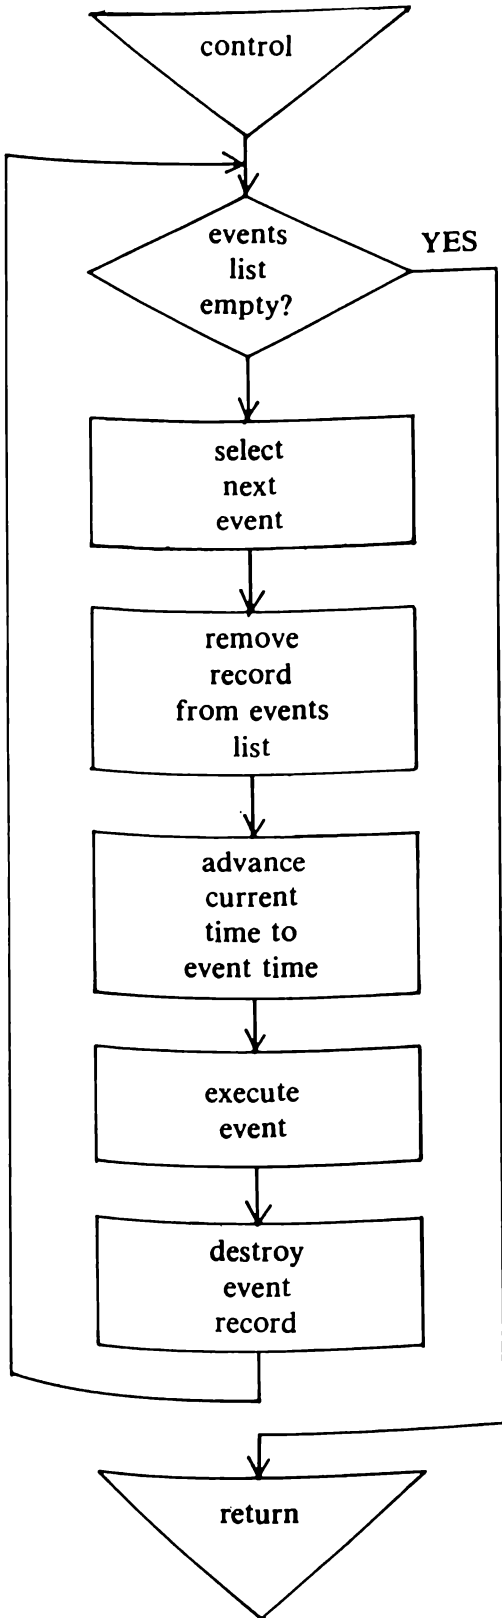 control
events
list
empty?
YES
select
next
event
remove
record
from events
list
advance
current
time to
event time
execute
event
destroy
event
record
return